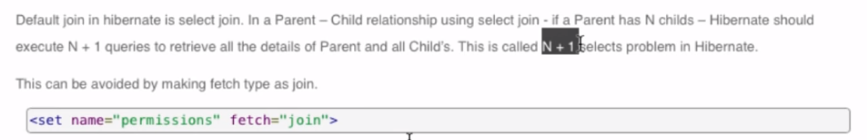 Default join in hibernate is select join. In a Parent – Child relationship using select join - if a Parent has N childs – Hibernate should
execute N + 1 queries to retrieve all the details of Parent and all Child's. This is called N + 1 selects problem in Hibernate.
This can be avoided by making fetch type as join.
<set name="permissions" fetch="join">